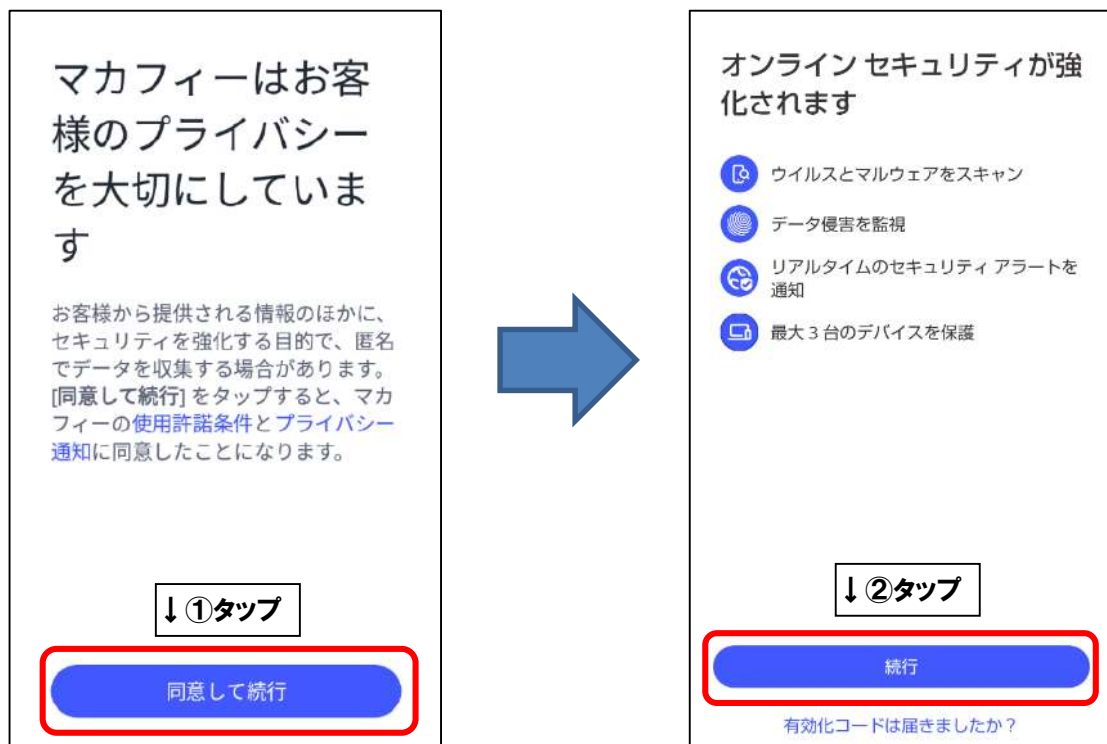 マカフィーはお客
様のプライバシー
を大切にしていま
す
お客様から提供される情報のほかに、
セキュリティを強化する目的で、匿名
でデータを収集する場合があります。
[同意して続行] をタップすると、マカ
フィーの使用許諾条件とプライバシー
通知に同意したことになります。
↓①タップ
同意して続行
オンライン セキュリティが強
化されます
ウイルスとマルウェアをスキャン
データ侵害を監視
リアルタイムのセキュリティ アラートを
通知
最大 3 台のデバイスを保護
↓②タップ
続行
有効化コードは届きましたか？